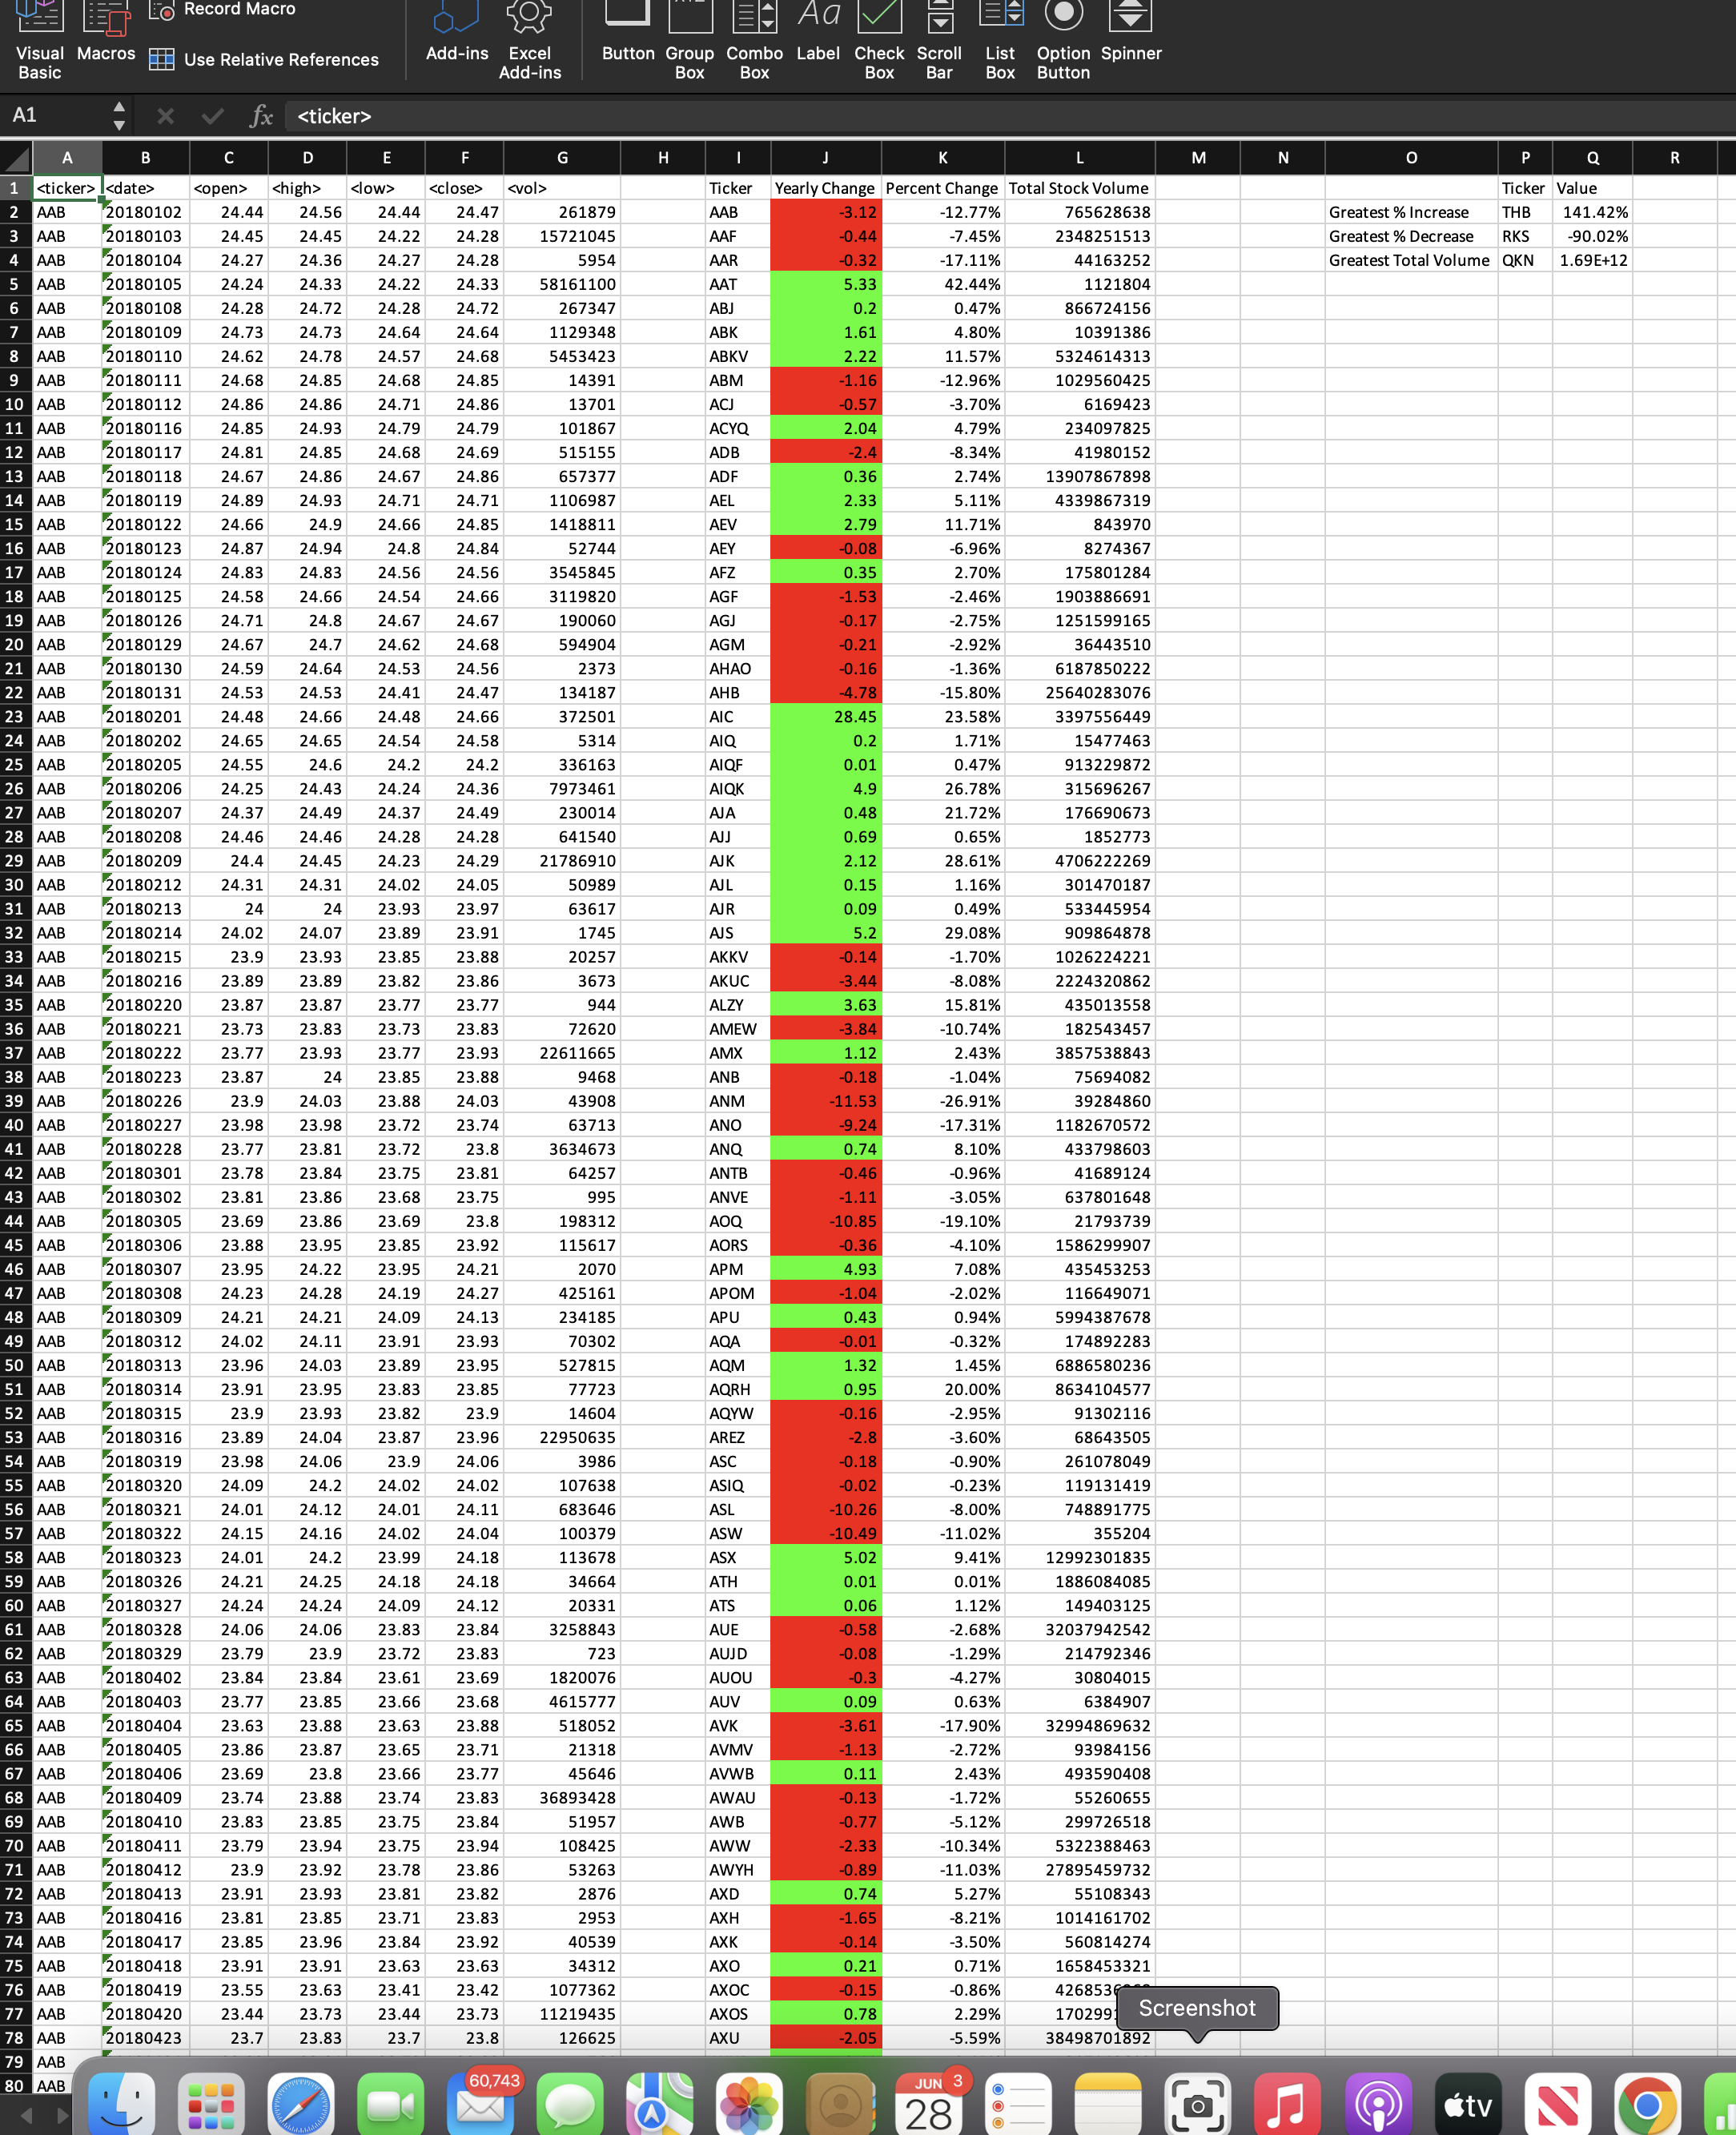 Record Macro
Visual Basic Macros Use Relative References Add-ins Excel Add-ins Button Group Box Combo Box Label Check Box Scroll Bar List Box Option Button Spinner
A1 fx <ticker>
A B C D E F G H I J K L M N O P Q R
1 <ticker> <date> <open> <high> <low> <close> <vol> Ticker Yearly Change Percent Change Total Stock Volume Ticker Value
2 AAB 20180102 24.44 24.56 24.44 24.47 261879 AAB -3.12 -12.77% 765628638 Greatest % Increase THB 141.42%
3 AAB 20180103 24.45 24.45 24.22 24.28 15721045 AAF -0.44 -7.45% 2348251513 Greatest % Decrease RKS -90.02%
4 AAB 20180104 24.27 24.36 24.27 24.28 5954 AAR -0.32 -17.11% 44163252 Greatest Total Volume QKN 1.69E+12
5 AAB 20180105 24.24 24.33 24.22 24.33 58161100 AAT 5.33 42.44% 1121804
6 AAB 20180108 24.28 24.72 24.28 24.72 267347 ABJ 0.2 0.47% 866724156
7 AAB 20180109 24.73 24.73 24.64 24.64 1129348 ABK 1.61 4.80% 10391386
8 AAB 20180110 24.62 24.78 24.57 24.68 5453423 ABKV 2.22 11.57% 5324614313
9 AAB 20180111 24.68 24.85 24.68 24.85 14391 ABM -1.16 -12.96% 1029560425
10 AAB 20180112 24.86 24.86 24.71 24.86 13701 ACJ -0.57 -3.70% 6169423
11 AAB 20180116 24.85 24.93 24.79 24.79 101867 ACYQ 2.04 4.79% 234097825
12 AAB 20180117 24.81 24.85 24.68 24.69 515155 ADB -2.4 -8.34% 41980152
13 AAB 20180118 24.67 24.86 24.67 24.86 657377 ADF 0.36 2.74% 13907867898
14 AAB 20180119 24.89 24.93 24.71 24.71 1106987 AEL 2.33 5.11% 4339867319
15 AAB 20180122 24.66 24.9 24.66 24.85 1418811 AEV 2.79 11.71% 843970
16 AAB 20180123 24.87 24.94 24.8 24.84 52744 AEY -0.08 -6.96% 8274367
17 AAB 20180124 24.83 24.83 24.56 24.56 3545845 AFZ 0.35 2.70% 175801284
18 AAB 20180125 24.58 24.66 24.54 24.66 3119820 AGF -1.53 -2.46% 1903886691
19 AAB 20180126 24.71 24.8 24.67 24.67 190060 AGJ -0.17 -2.75% 1251599165
20 AAB 20180129 24.67 24.7 24.62 24.68 594904 AGM -0.21 -2.92% 36443510
21 AAB 20180130 24.59 24.64 24.53 24.56 2373 AHAO -0.16 -1.36% 6187850222
22 AAB 20180131 24.53 24.53 24.41 24.47 134187 AHB -4.78 -15.80% 25640283076
23 AAB 20180201 24.48 24.66 24.48 24.66 372501 AIC 28.45 23.58% 3397556449
24 AAB 20180202 24.65 24.65 24.54 24.58 5314 AIQ 0.2 1.71% 15477463
25 AAB 20180205 24.55 24.6 24.2 24.2 336163 AIQF 0.01 0.47% 913229872
26 AAB 20180206 24.25 24.43 24.24 24.36 7973461 AIQK 4.9 26.78% 315696267
27 AAB 20180207 24.37 24.49 24.37 24.49 230014 AJA 0.48 21.72% 176690673
28 AAB 20180208 24.46 24.46 24.28 24.28 641540 AJJ 0.69 0.65% 1852773
29 AAB 20180209 24.4 24.45 24.23 24.29 21786910 AJK 2.12 28.61% 4706222269
30 AAB 20180212 24.31 24.31 24.02 24.05 50989 AJL 0.15 1.16% 301470187
31 AAB 20180213 24 24 23.93 23.97 63617 AJR 0.09 0.49% 533445954
32 AAB 20180214 24.02 24.07 23.89 23.91 1745 AJS 5.2 29.08% 909864878
33 AAB 20180215 23.9 23.93 23.85 23.88 20257 AKKV -0.14 -1.70% 1026224221
34 AAB 20180216 23.89 23.89 23.82 23.86 3673 AKUC -3.44 -8.08% 2224320862
35 AAB 20180220 23.87 23.87 23.77 23.77 944 ALZY 3.63 15.81% 435013558
36 AAB 20180221 23.73 23.83 23.73 23.83 72620 AMEW -3.84 -10.74% 182543457
37 AAB 20180222 23.77 23.93 23.77 23.93 22611665 AMX 1.12 2.43% 3857538843
38 AAB 20180223 23.87 24 23.85 23.88 9468 ANB -0.18 -1.04% 75694082
39 AAB 20180226 23.9 24.03 23.88 24.03 43908 ANM -11.53 -26.91% 39284860
40 AAB 20180227 23.98 23.98 23.72 23.74 63713 ANO -9.24 -17.31% 1182670572
41 AAB 20180228 23.77 23.81 23.72 23.8 3634673 ANQ 0.74 8.10% 433798603
42 AAB 20180301 23.78 23.84 23.75 23.81 64257 ANTB -0.46 -0.96% 41689124
43 AAB 20180302 23.81 23.86 23.68 23.75 995 ANVE -1.11 -3.05% 637801648
44 AAB 20180305 23.69 23.86 23.69 23.8 198312 AOQ -10.85 -19.10% 21793739
45 AAB 20180306 23.88 23.95 23.85 23.92 115617 AORS -0.36 -4.10% 1586299907
46 AAB 20180307 23.95 24.22 23.95 24.21 2070 APM 4.93 7.08% 435453253
47 AAB 20180308 24.23 24.28 24.19 24.27 425161 APOM -1.04 -2.02% 116649071
48 AAB 20180309 24.21 24.21 24.09 24.13 234185 APU 0.43 0.94% 5994387678
49 AAB 20180312 24.02 24.11 23.91 23.93 70302 AQA -0.01 -0.32% 174892283
50 AAB 20180313 23.96 24.03 23.89 23.95 527815 AQM 1.32 1.45% 6886580236
51 AAB 20180314 23.91 23.95 23.83 23.85 77723 AQRH 0.95 20.00% 8634104577
52 AAB 20180315 23.9 23.93 23.82 23.9 14604 AQYW -0.16 -2.95% 91302116
53 AAB 20180316 23.89 24.04 23.87 23.96 22950635 AREZ -2.8 -3.60% 68643505
54 AAB 20180319 23.98 24.06 23.9 24.06 3986 ASC -0.18 -0.90% 261078049
55 AAB 20180320 24.09 24.2 24.02 24.02 107638 ASIQ -0.02 -0.23% 119131419
56 AAB 20180321 24.01 24.12 24.01 24.11 683646 ASL -10.26 -8.00% 748891775
57 AAB 20180322 24.15 24.16 24.02 24.04 100379 ASW -10.49 -11.02% 355204
58 AAB 20180323 24.01 24.2 23.99 24.18 113678 ASX 5.02 9.41% 12992301835
59 AAB 20180326 24.21 24.25 24.18 24.18 34664 ATH 0.01 0.01% 1886084085
60 AAB 20180327 24.24 24.24 24.09 24.12 20331 ATS 0.06 1.12% 149403125
61 AAB 20180328 24.06 24.06 23.83 23.84 3258843 AUE -0.58 -2.68% 32037942542
62 AAB 20180329 23.79 23.9 23.72 23.83 723 AUJD -0.08 -1.29% 214792346
63 AAB 20180402 23.84 23.84 23.61 23.69 1820076 AUOU -0.3 -4.27% 30804015
64 AAB 20180403 23.77 23.85 23.66 23.68 4615777 AUV 0.09 0.63% 6384907
65 AAB 20180404 23.63 23.88 23.63 23.88 518052 AVK -3.61 -17.90% 32994869632
66 AAB 20180405 23.86 23.87 23.65 23.71 21318 AVMV -1.13 -2.72% 93984156
67 AAB 20180406 23.69 23.8 23.66 23.77 45646 AVWB 0.11 2.43% 493590408
68 AAB 20180409 23.74 23.88 23.74 23.83 36893428 AWAU -0.13 -1.72% 55260655
69 AAB 20180410 23.83 23.85 23.75 23.84 51957 AWB -0.77 -5.12% 299726518
70 AAB 20180411 23.79 23.94 23.75 23.94 108425 AWW -2.33 -10.34% 5322388463
71 AAB 20180412 23.9 23.92 23.78 23.86 53263 AWYH -0.89 -11.03% 27895459732
72 AAB 20180413 23.91 23.93 23.81 23.82 2876 AXD 0.74 5.27% 55108343
73 AAB 20180416 23.81 23.85 23.71 23.83 2953 AXH -1.65 -8.21% 1014161702
74 AAB 20180417 23.85 23.96 23.84 23.92 40539 AXK -0.14 -3.50% 560814274
75 AAB 20180418 23.91 23.91 23.63 23.63 34312 AXO 0.21 0.71% 1658453321
76 AAB 20180419 23.55 23.63 23.41 23.42 1077362 AXOC -0.15 -0.86%
77 AAB 20180420 23.44 23.73 23.44 23.73 11219435 AXOS 0.78 2.29%
Screenshot
78 AAB 20180423 23.7 23.83 23.7 23.8 126625 AXU -2.05 -5.59% 38498701892
79 AAB
80 AAB
60,743
JUN 3
28
tv